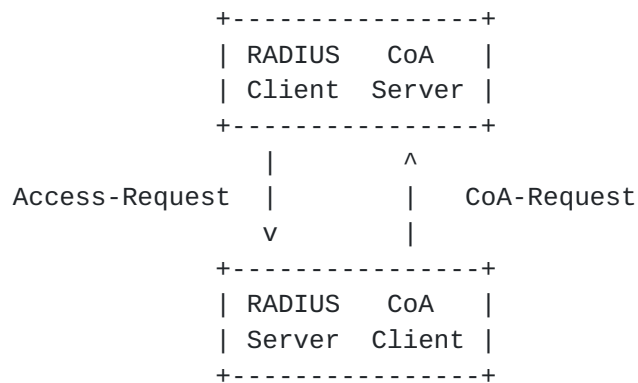 RADIUS CoA
Client Server
Access-Request CoA-Request
RADIUS CoA
Server Client